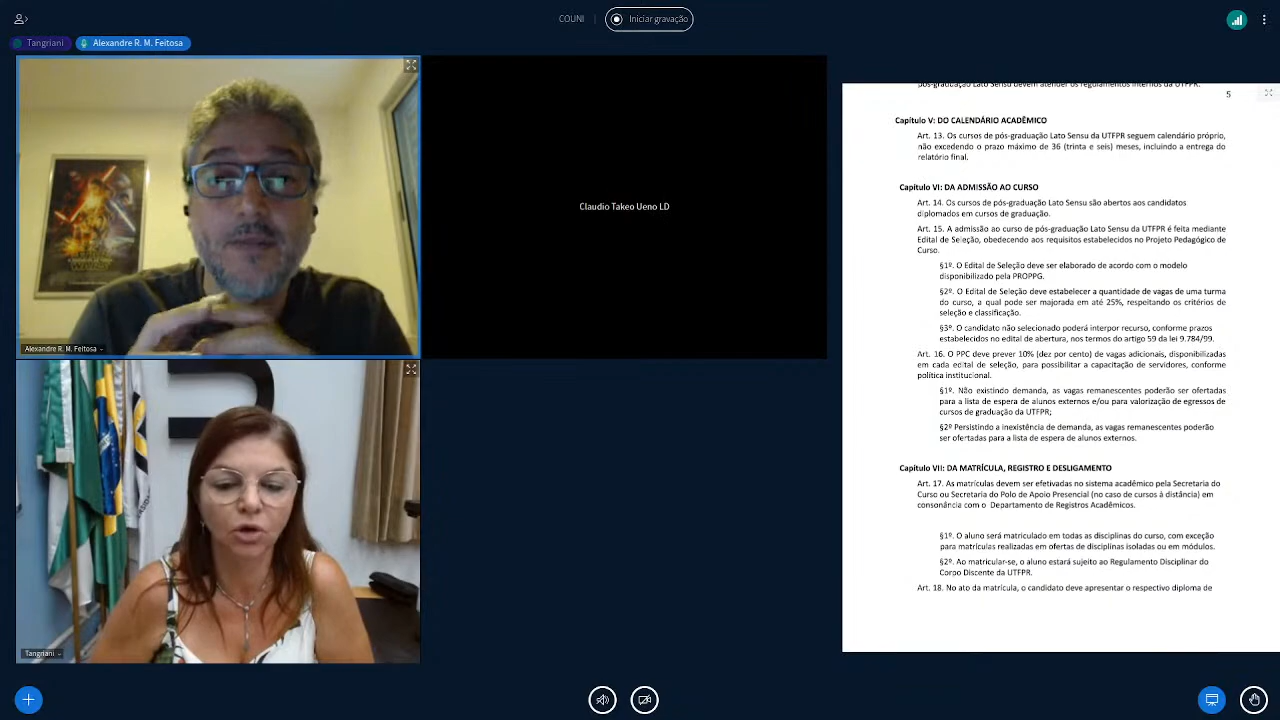 COUNI
Iniciar gravação
Tangriani
Alexandre R. M. Feitosa
Alexandre R. M. Feitosa
Claudio Takeo Ueno LD
Tangriani
pós-graduação Lato Sensu devem atender os regulamentos internos da UTFPR.
5
Capítulo V: DO CALENDÁRIO ACADÊMICO
Art. 13. Os cursos de pós-graduação Lato Sensu da UTFPR seguem calendário próprio,
não excedendo o prazo máximo de 36 (trinta e seis) meses, incluindo a entrega do
relatório final.
Capítulo VI: DA ADMISSÃO AO CURSO
Art. 14. Os cursos de pós-graduação Lato Sensu são abertos aos candidatos
diplomados em cursos de graduação.
Art. 15. A admissão ao curso de pós-graduação Lato Sensu da UTFPR é feita mediante
Edital de Seleção, obedecendo aos requisitos estabelecidos no Projeto Pedagógico de
Curso.
§1º. O Edital de Seleção deve ser elaborado de acordo com o modelo
disponibilizado pela PROPPG.
§2º. O Edital de Seleção deve estabelecer a quantidade de vagas de uma turma
do curso, a qual pode ser majorada em até 25%, respeitando os critérios de
seleção e classificação.
§3º. O candidato não selecionado poderá interpor recurso, conforme prazos
estabelecidos no edital de abertura, nos termos do artigo 59 da lei 9.784/99.
Art. 16. O PPC deve prever 10% (dez por cento) de vagas adicionais, disponibilizadas
em cada edital de seleção, para possibilitar a capacitação de servidores, conforme
política institucional.
§1º. Não existindo demanda, as vagas remanescentes poderão ser ofertadas
para a lista de espera de alunos externos e/ou para valorização de egressos de
cursos de graduação da UTFPR;
§2º Persistindo a inexistência de demanda, as vagas remanescentes poderão
ser ofertadas para a lista de espera de alunos externos.
Capítulo VII: DA MATRÍCULA, REGISTRO E DESLIGAMENTO
Art. 17. As matrículas devem ser efetivadas no sistema acadêmico pela Secretaria do
Curso ou Secretaria do Polo de Apoio Presencial (no caso de cursos à distância) em
consonância com o Departamento de Registros Acadêmicos.
§1º. O aluno será matriculado em todas as disciplinas do curso, com exceção
para matrículas realizadas em ofertas de disciplinas isoladas ou em módulos.
§2º. Ao matricular-se, o aluno estará sujeito ao Regulamento Disciplinar do
Corpo Discente da UTFPR.
Art. 18. No ato da matrícula, o candidato deve apresentar o respectivo diploma de